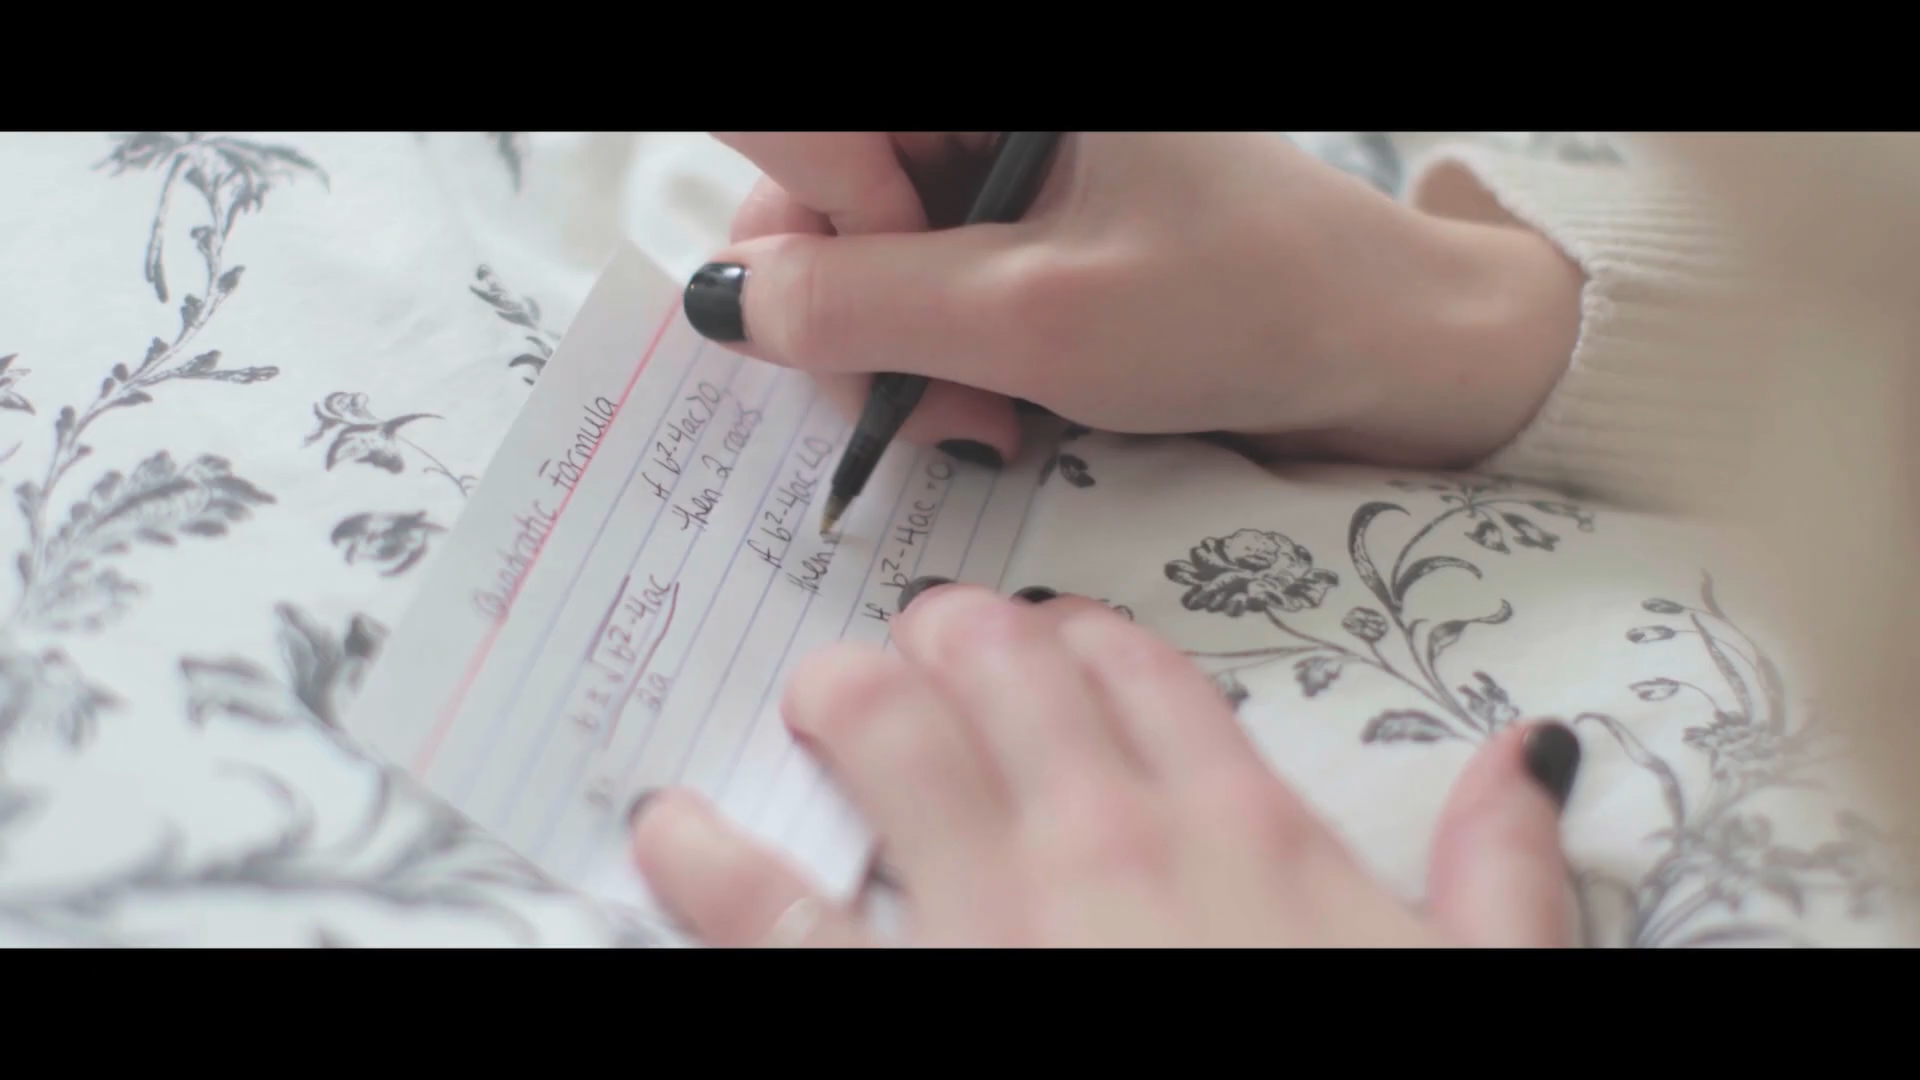 Quadratic Formula
b ± √b²-4ac
2a
If b²-4ac>0
then 2 roots
If b²-4ac<0
then
If b²-4ac=0